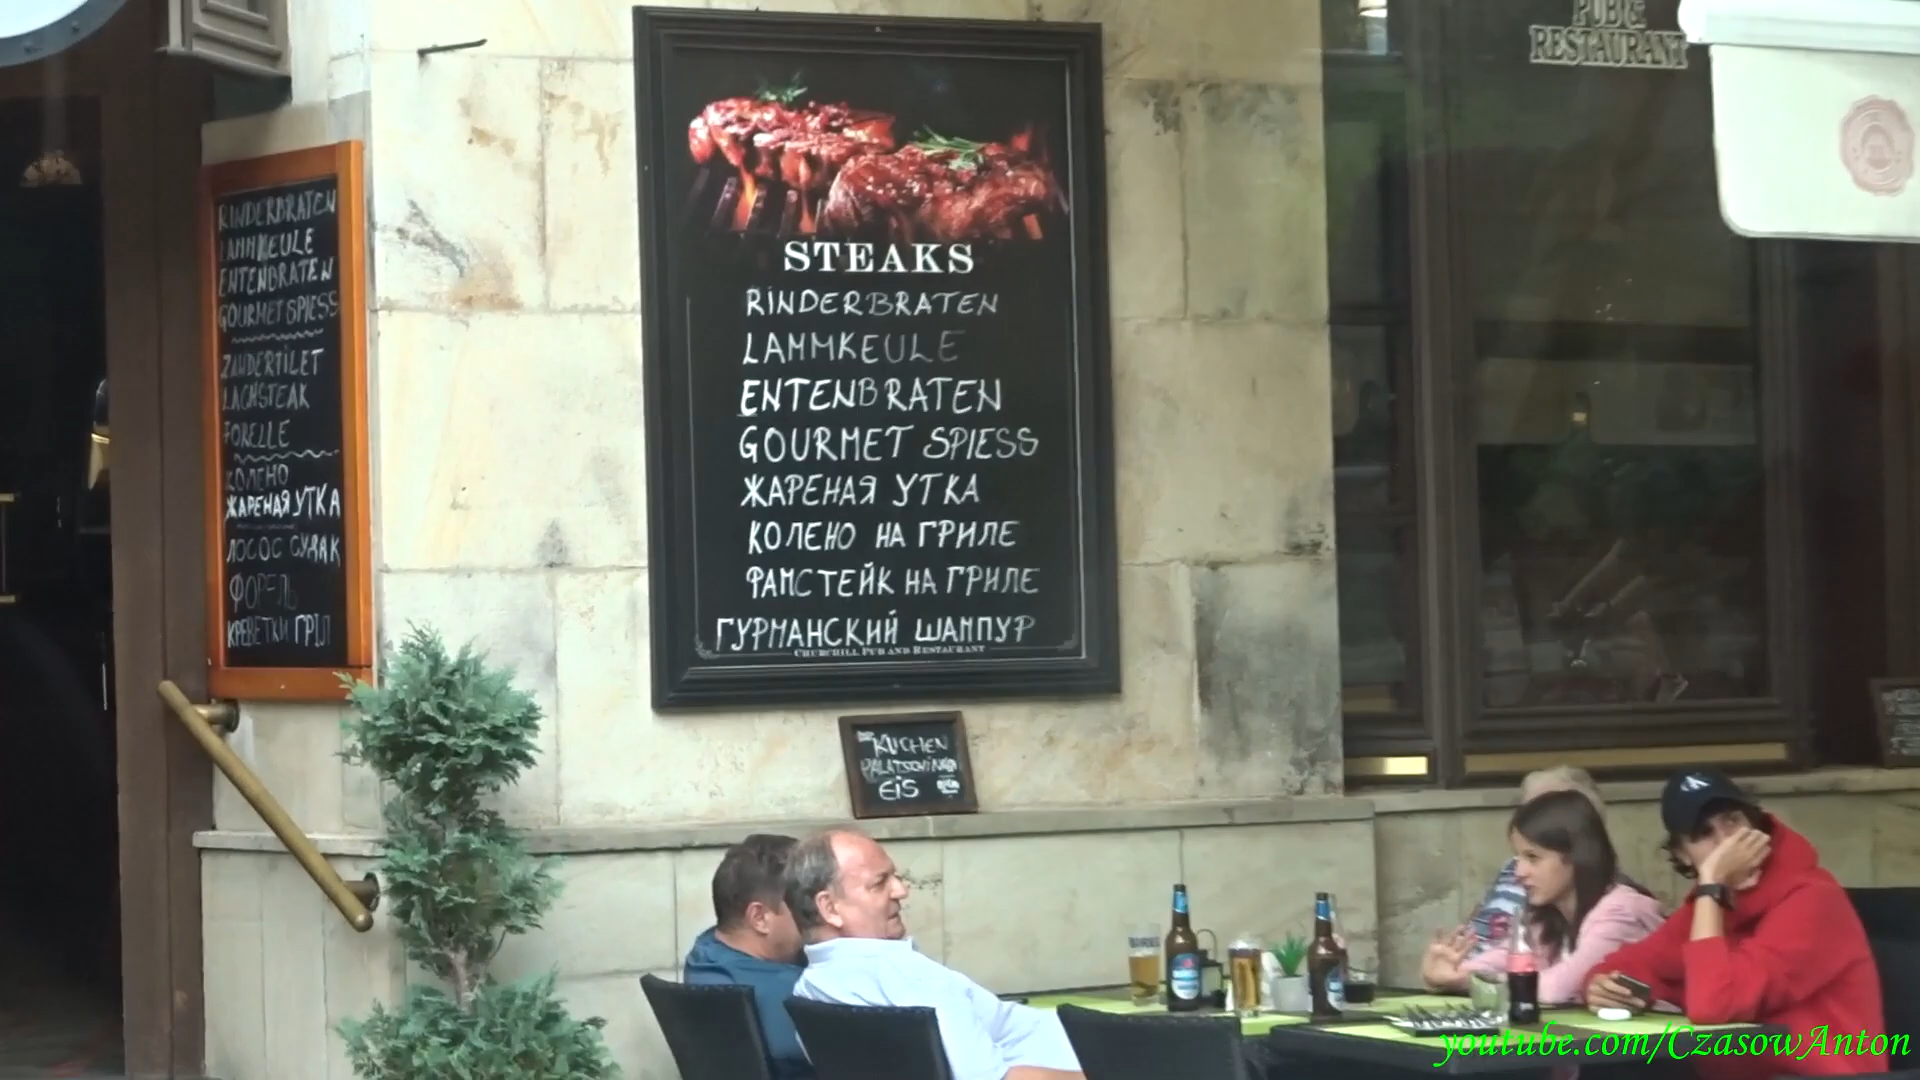 PUB &
RESTAURANT
RINDERBRATEN
LAMMKEULE
ENTENBRATEN
GOURMET SPIESS
ZANDERFILET
LACHSTEAK
FORELLE
КОЛЕНО
ЖАРЕНАЯ УТКА
ЛОСОС СУДАК
ФОРЕЛЬ
КРЕВЕТКИ ГРИЛ
STEAKS
RINDERBRATEN
LAMMKEULE
ENTENBRATEN
GOURMET SPIESS
ЖАРЕНАЯ УТКА
КОЛЕНО НА ГРИЛЕ
РАМСТЕЙК НА ГРИЛЕ
ГУРМАНСКИЙ ШАМПУР
CHURCHILL PUB AND RESTAURANT
KUCHEN
PALATSCHINKEN
EIS
youtube.com/CzasowAnton